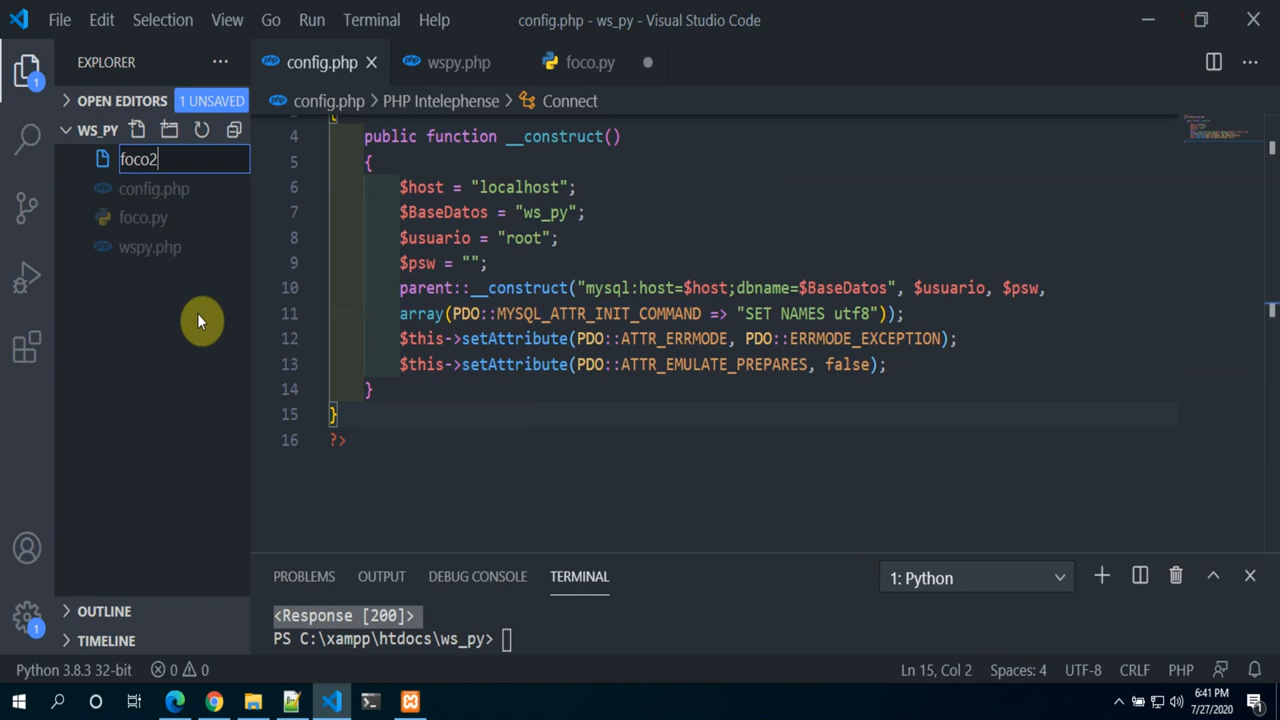 File Edit Selection View Go Run Terminal Help config.php - ws_py - Visual Studio Code
EXPLORER
config.php
wspy.php
foco.py
OPEN EDITORS 1 UNSAVED
config.php > PHP Intelephense > Connect
WS_PY
foco2
config.php
foco.py
wspy.php
4 public function __construct()
5 {
6 $host = "localhost";
7 $BaseDatos = "ws_py";
8 $usuario = "root";
9 $psw = "";
10 parent::__construct("mysql:host=$host;dbname=$BaseDatos", $usuario, $psw,
11 array(PDO::MYSQL_ATTR_INIT_COMMAND => "SET NAMES utf8"));
12 $this->setAttribute(PDO::ATTR_ERRMODE, PDO::ERRMODE_EXCEPTION);
13 $this->setAttribute(PDO::ATTR_EMULATE_PREPARES, false);
14 }
15 }
16 ?>
PROBLEMS OUTPUT DEBUG CONSOLE TERMINAL 1: Python
<Response [200]>
PS C:\xampp\htdocs\ws_py>
OUTLINE
TIMELINE
1
1
Python 3.8.3 32-bit 0 0 Ln 15, Col 2 Spaces: 4 UTF-8 CRLF PHP
6:41 PM
7/27/2020
1